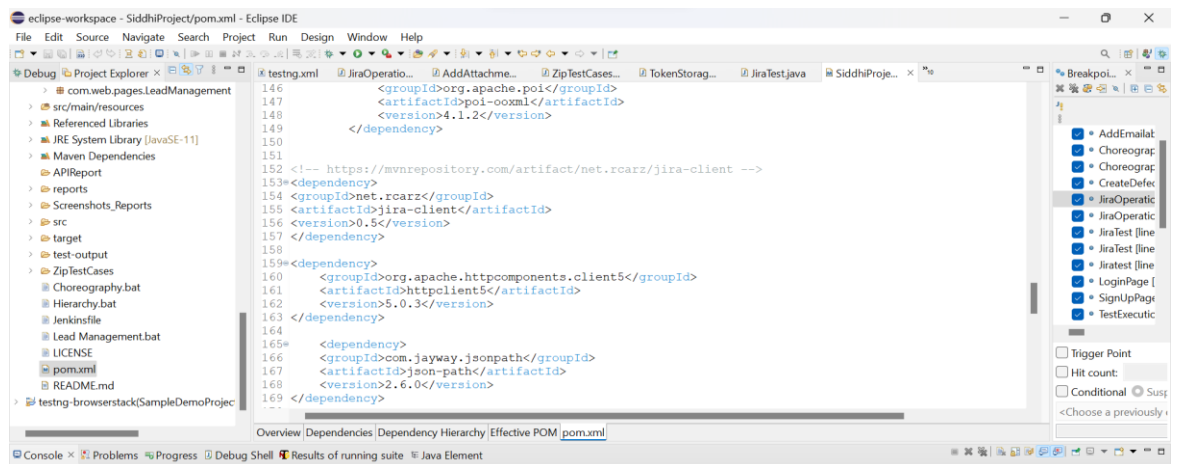 eclipse-workspace - SiddhiProject/pom.xml - Eclipse IDE
File Edit Source Navigate Search Project Run Design Window Help
Debug Project Explorer
testng.xml JiraOperatio... AddAttachme... ZipTestCases... TokenStorag... JiraTest.java SiddhiProje... »10
Breakpoi...
com.web.pages.LeadManagement
src/main/resources
Referenced Libraries
JRE System Library [JavaSE-11]
Maven Dependencies
APIReport
reports
Screenshots_Reports
src
target
test-output
ZipTestCases
Choreography.bat
Hierarchy.bat
Jenkinsfile
Lead Management.bat
LICENSE
pom.xml
README.md
testng-browserstack(SampleDemoProjec
146 <groupId>org.apache.poi</groupId>
147 <artifactId>poi-ooxml</artifactId>
148 <version>4.1.2</version>
149 </dependency>
150
151
152 <!-- https://mvnrepository.com/artifact/net.rcarz/jira-client -->
153 <dependency>
154 <groupId>net.rcarz</groupId>
155 <artifactId>jira-client</artifactId>
156 <version>0.5</version>
157 </dependency>
158
159 <dependency>
160 <groupId>org.apache.httpcomponents.client5</groupId>
161 <artifactId>httpclient5</artifactId>
162 <version>5.0.3</version>
163 </dependency>
164
165 <dependency>
166 <groupId>com.jayway.jsonpath</groupId>
167 <artifactId>json-path</artifactId>
168 <version>2.6.0</version>
169 </dependency>
Overview Dependencies Dependency Hierarchy Effective POM pom.xml
AddEmailab
Choreograp
Choreograp
CreateDefec
JiraOperatic
JiraOperatic
JiraTest [line
JiraTest [line
Jiratest [line
LoginPage [
SignUpPage
TestExecutic
Trigger Point
Hit count:
Conditional Susp
<Choose a previously
Console Problems Progress Debug Shell Results of running suite Java Element